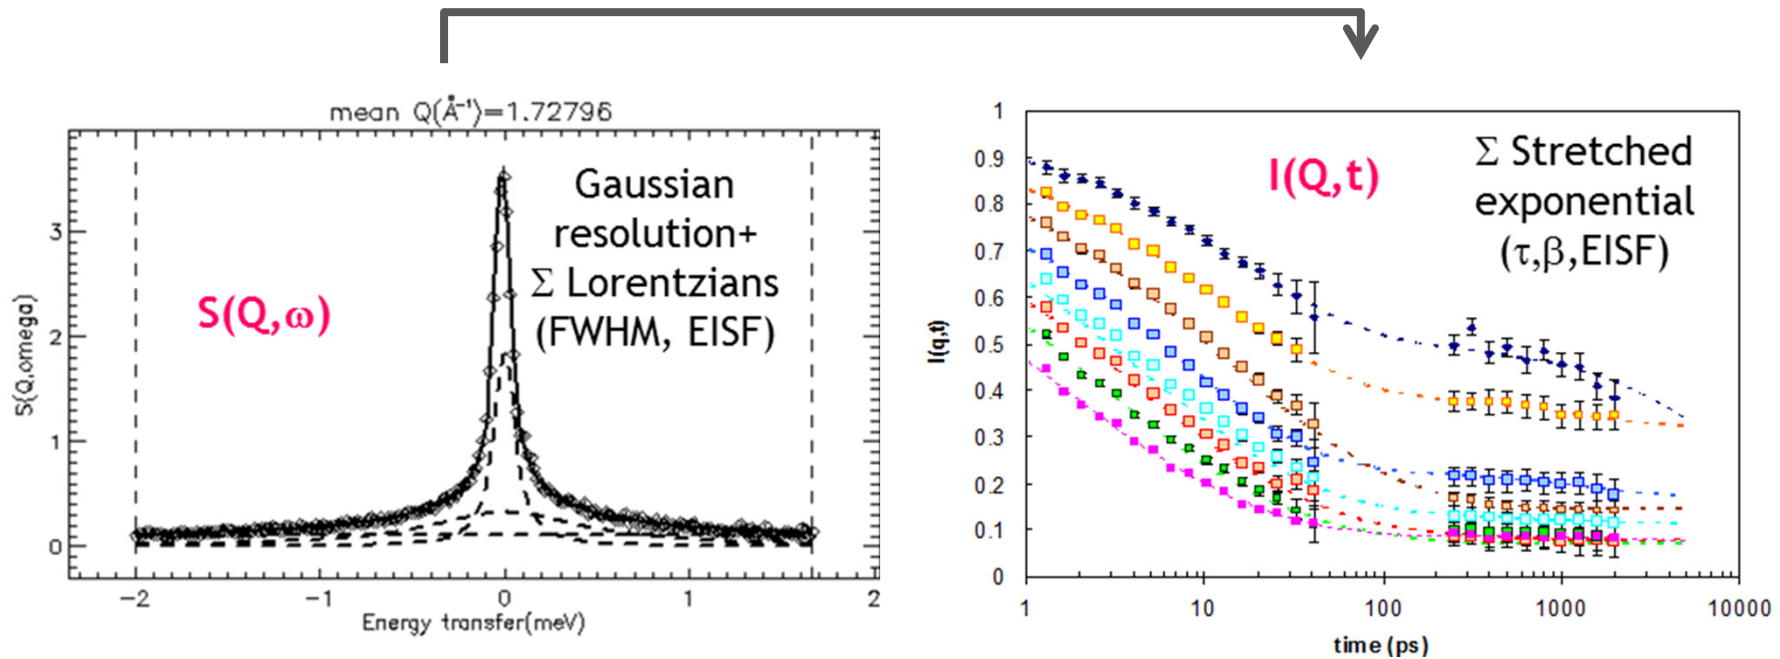 mean Q(Å⁻¹)=1.72796
S(Q,ω)
Gaussian
resolution+
Σ Lorentzians
(FWHM, EISF)
S(Q,omega)
3
2
1
0
−2
−1
0
1
2
Energy transfer(meV)
I(Q,t)
Σ Stretched
exponential
(τ,β,EISF)
I(q,t)
1
0.9
0.8
0.7
0.6
0.5
0.4
0.3
0.2
0.1
0
1
10
100
1000
10000
time (ps)